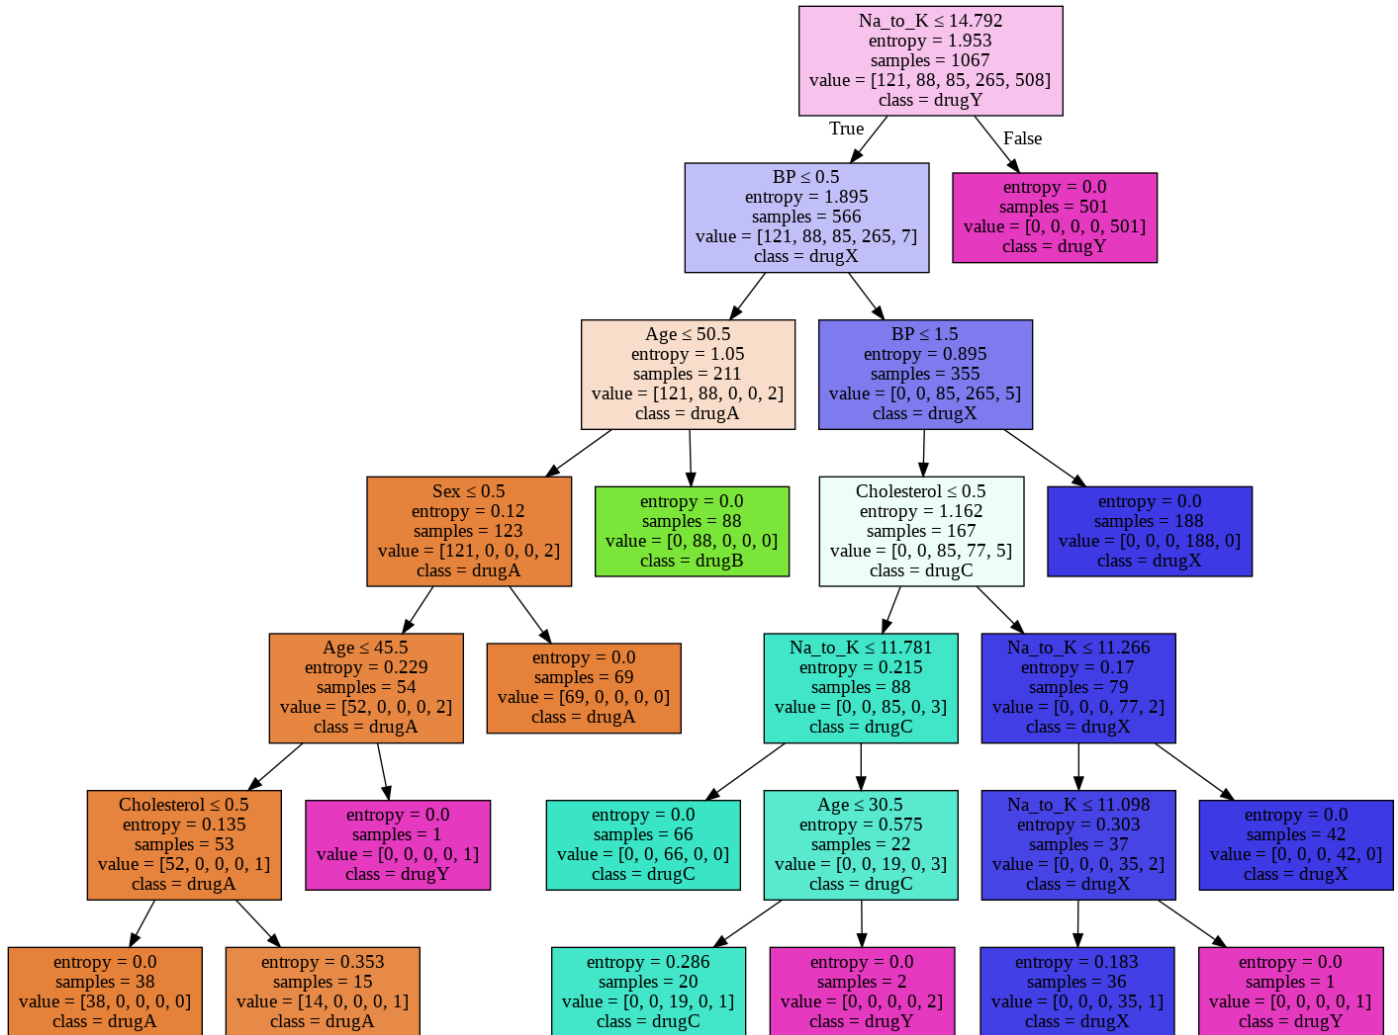 Na_to_K ≤ 14.792
entropy = 1.953
samples = 1067
value = [121, 88, 85, 265, 508]
class = drugY
True
False
BP ≤ 0.5
entropy = 1.895
samples = 566
value = [121, 88, 85, 265, 7]
class = drugX
entropy = 0.0
samples = 501
value = [0, 0, 0, 0, 501]
class = drugY
Age ≤ 50.5
entropy = 1.05
samples = 211
value = [121, 88, 0, 0, 2]
class = drugA
BP ≤ 1.5
entropy = 0.895
samples = 355
value = [0, 0, 85, 265, 5]
class = drugX
Sex ≤ 0.5
entropy = 0.12
samples = 123
value = [121, 0, 0, 0, 2]
class = drugA
entropy = 0.0
samples = 88
value = [0, 88, 0, 0, 0]
class = drugB
Cholesterol ≤ 0.5
entropy = 1.162
samples = 167
value = [0, 0, 85, 77, 5]
class = drugC
entropy = 0.0
samples = 188
value = [0, 0, 0, 188, 0]
class = drugX
Age ≤ 45.5
entropy = 0.229
samples = 54
value = [52, 0, 0, 0, 2]
class = drugA
entropy = 0.0
samples = 69
value = [69, 0, 0, 0, 0]
class = drugA
Na_to_K ≤ 11.781
entropy = 0.215
samples = 88
value = [0, 0, 85, 0, 3]
class = drugC
Na_to_K ≤ 11.266
entropy = 0.17
samples = 79
value = [0, 0, 0, 77, 2]
class = drugX
Cholesterol ≤ 0.5
entropy = 0.135
samples = 53
value = [52, 0, 0, 0, 1]
class = drugA
entropy = 0.0
samples = 1
value = [0, 0, 0, 0, 1]
class = drugY
entropy = 0.0
samples = 66
value = [0, 0, 66, 0, 0]
class = drugC
Age ≤ 30.5
entropy = 0.575
samples = 22
value = [0, 0, 19, 0, 3]
class = drugC
Na_to_K ≤ 11.098
entropy = 0.303
samples = 37
value = [0, 0, 0, 35, 2]
class = drugX
entropy = 0.0
samples = 42
value = [0, 0, 0, 42, 0]
class = drugX
entropy = 0.0
samples = 38
value = [38, 0, 0, 0, 0]
class = drugA
entropy = 0.353
samples = 15
value = [14, 0, 0, 0, 1]
class = drugA
entropy = 0.286
samples = 20
value = [0, 0, 19, 0, 1]
class = drugC
entropy = 0.0
samples = 2
value = [0, 0, 0, 0, 2]
class = drugY
entropy = 0.183
samples = 36
value = [0, 0, 0, 35, 1]
class = drugX
entropy = 0.0
samples = 1
value = [0, 0, 0, 0, 1]
class = drugY